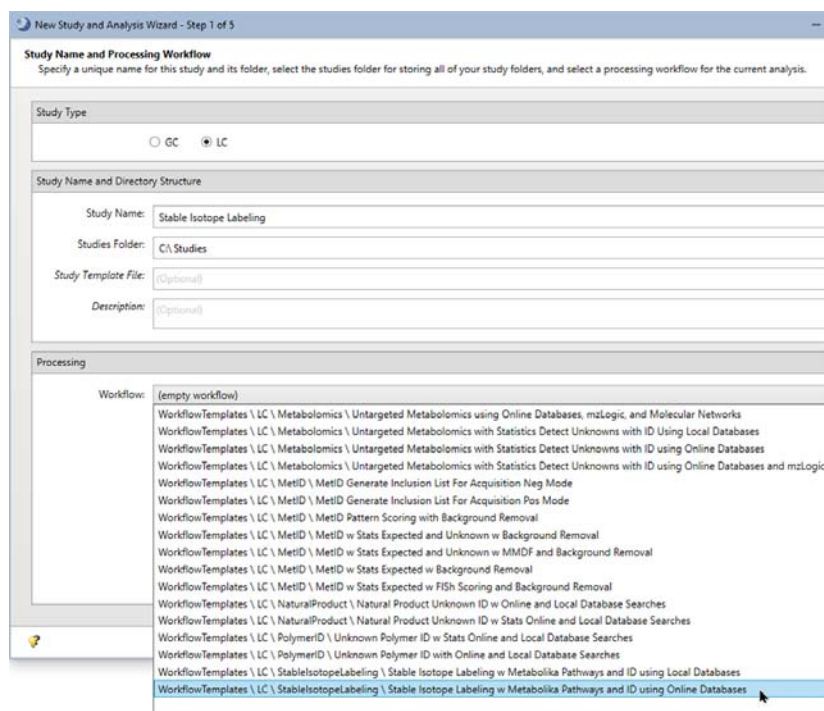 New Study and Analysis Wizard - Step 1 of 5
Study Name and Processing Workflow
Specify a unique name for this study and its folder, select the studies folder for storing all of your study folders, and select a processing workflow for the current analysis.
Study Type
GC LC
Study Name and Directory Structure
Study Name: Stable Isotope Labeling
Studies Folder: C:\ Studies
Study Template File: (Optional)
Description: (Optional)
Processing
Workflow: (empty workflow)
WorkflowTemplates \ LC \ Metabolomics \ Untargeted Metabolomics using Online Databases, mzLogic, and Molecular Networks
WorkflowTemplates \ LC \ Metabolomics \ Untargeted Metabolomics with Statistics Detect Unknowns with ID Using Local Databases
WorkflowTemplates \ LC \ Metabolomics \ Untargeted Metabolomics with Statistics Detect Unknowns with ID using Online Databases
WorkflowTemplates \ LC \ Metabolomics \ Untargeted Metabolomics with Statistics Detect Unknowns with ID using Online Databases and mzLogic
WorkflowTemplates \ LC \ MetID \ MetID Generate Inclusion List For Acquisition Neg Mode
WorkflowTemplates \ LC \ MetID \ MetID Generate Inclusion List For Acquisition Pos Mode
WorkflowTemplates \ LC \ MetID \ MetID Pattern Scoring with Background Removal
WorkflowTemplates \ LC \ MetID \ MetID w Stats Expected and Unknown w Background Removal
WorkflowTemplates \ LC \ MetID \ MetID w Stats Expected and Unknown w MMDF and Background Removal
WorkflowTemplates \ LC \ MetID \ MetID w Stats Expected w Background Removal
WorkflowTemplates \ LC \ MetID \ MetID w Stats Expected w FISh Scoring and Background Removal
WorkflowTemplates \ LC \ NaturalProduct \ Natural Product Unknown ID w Online and Local Database Searches
WorkflowTemplates \ LC \ NaturalProduct \ Natural Product Unknown ID w Stats Online and Local Database Searches
WorkflowTemplates \ LC \ PolymerID \ Unknown Polymer ID w Stats Online and Local Database Searches
WorkflowTemplates \ LC \ PolymerID \ Unknown Polymer ID with Online and Local Database Searches
WorkflowTemplates \ LC \ StableIsotopeLabeling \ Stable Isotope Labeling w Metabolika Pathways and ID using Local Databases
WorkflowTemplates \ LC \ StableIsotopeLabeling \ Stable Isotope Labeling w Metabolika Pathways and ID using Online Databases